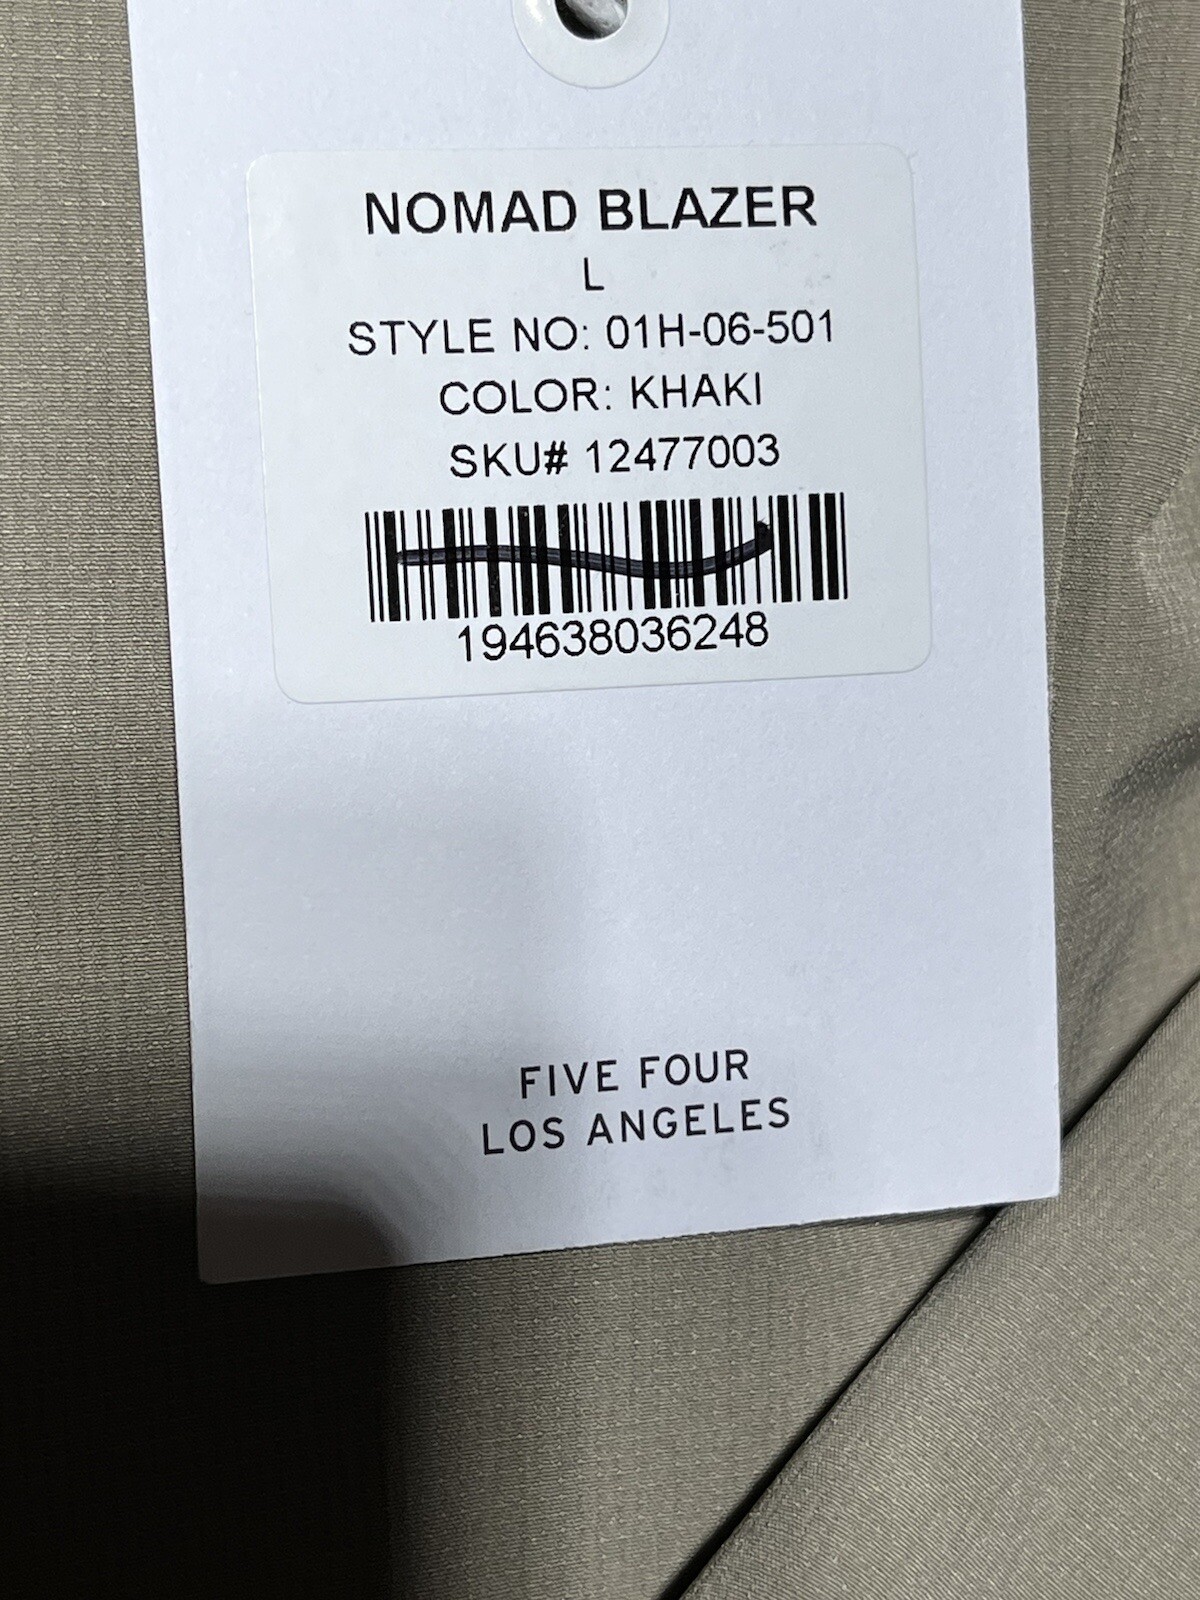 NOMAD BLAZER
L
STYLE NO: 01H-06-501
COLOR: KHAKI
SKU# 12477003
194638036248
FIVE FOUR
LOS ANGELES